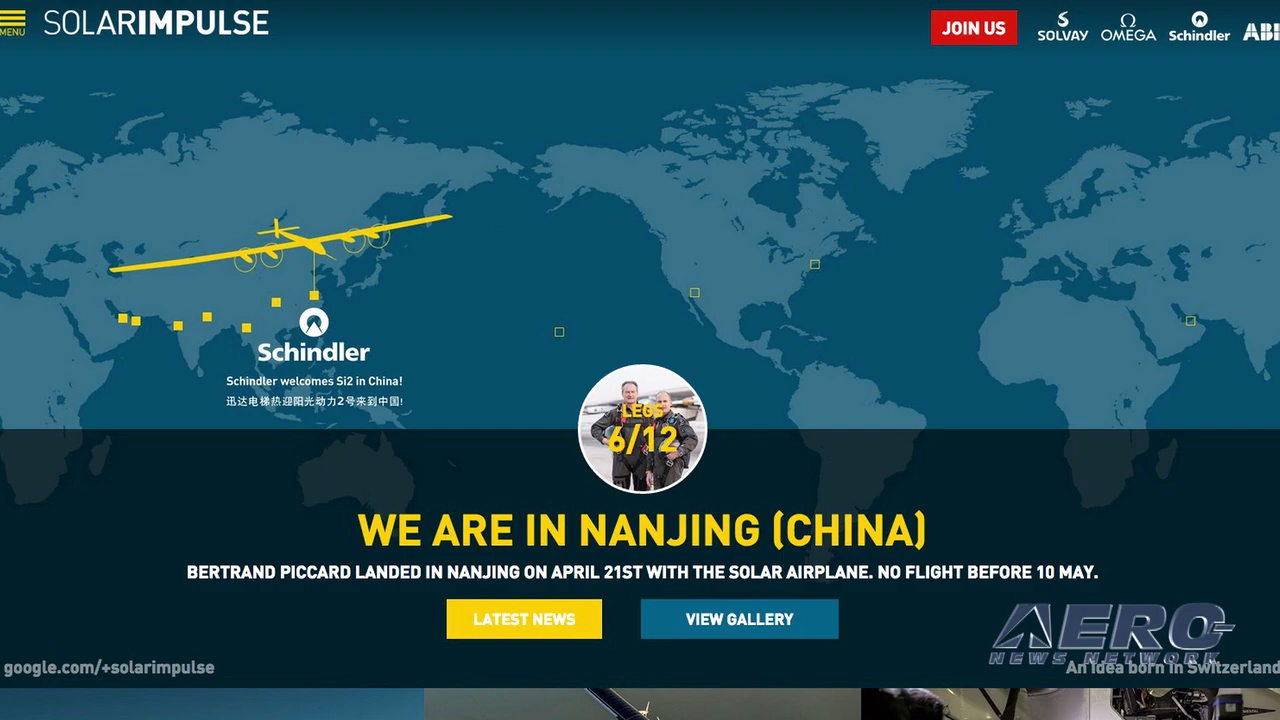 MENU
SOLARIMPULSE
JOIN US
SOLVAY
OMEGA
Schindler
Schindler
Schindler welcomes Si2 in China!
迅达电梯热迎阳光动力2号来到中国!
LEGS
6/12
WE ARE IN NANJING (CHINA)
BERTRAND PICCARD LANDED IN NANJING ON APRIL 21ST WITH THE SOLAR AIRPLANE. NO FLIGHT BEFORE 10 MAY.
LATEST NEWS
VIEW GALLERY
AERO-
NEWS NETWORK
google.com/+solarimpulse
An idea born in Switzerland